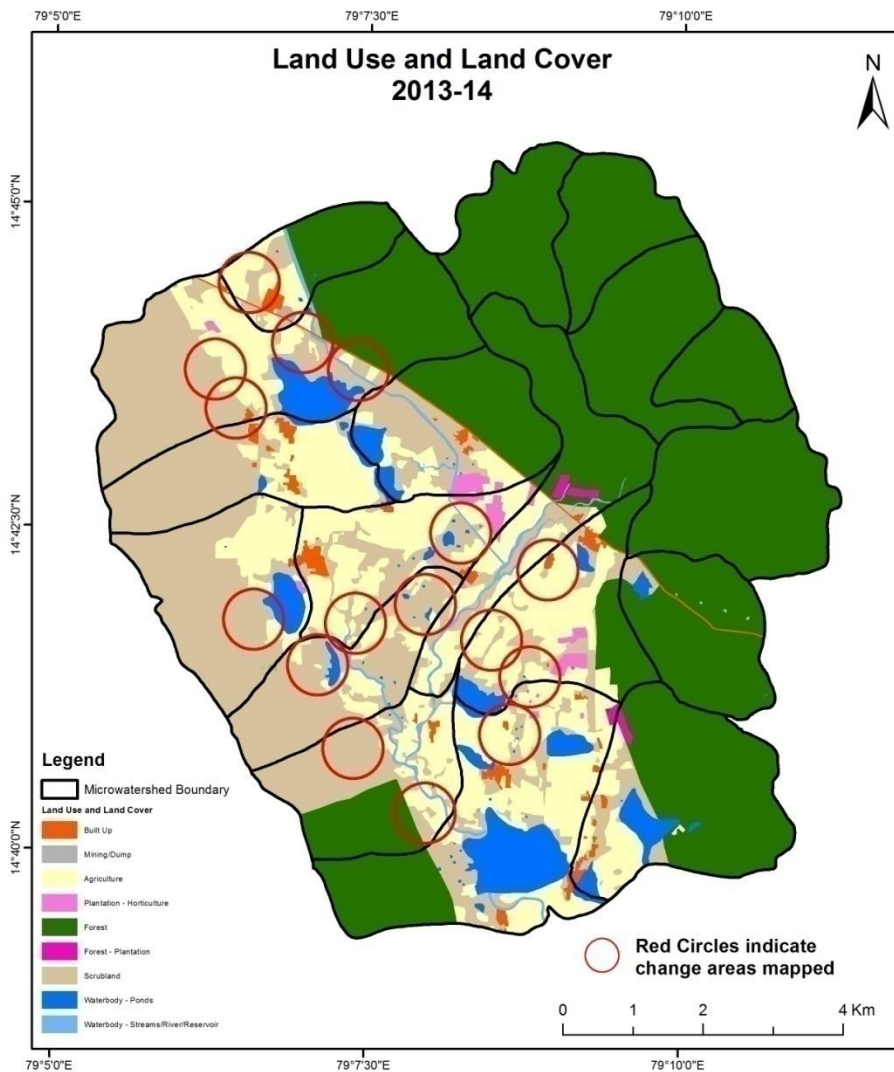 79°5'0"E 79°7'30"E 79°10'0"E
Land Use and Land Cover
2013-14
N
14°45'0"N
14°42'30"N
14°40'0"N
Legend
Microwatershed Boundary
Land Use and Land Cover
Built Up
Mining/Dump
Agriculture
Plantation - Horticulture
Forest
Forest - Plantation
Scrubland
Waterbody - Ponds
Waterbody - Streams/River/Reservoir
Red Circles indicate
change areas mapped
0 1 2 4 Km
79°5'0"E 79°7'30"E 79°10'0"E